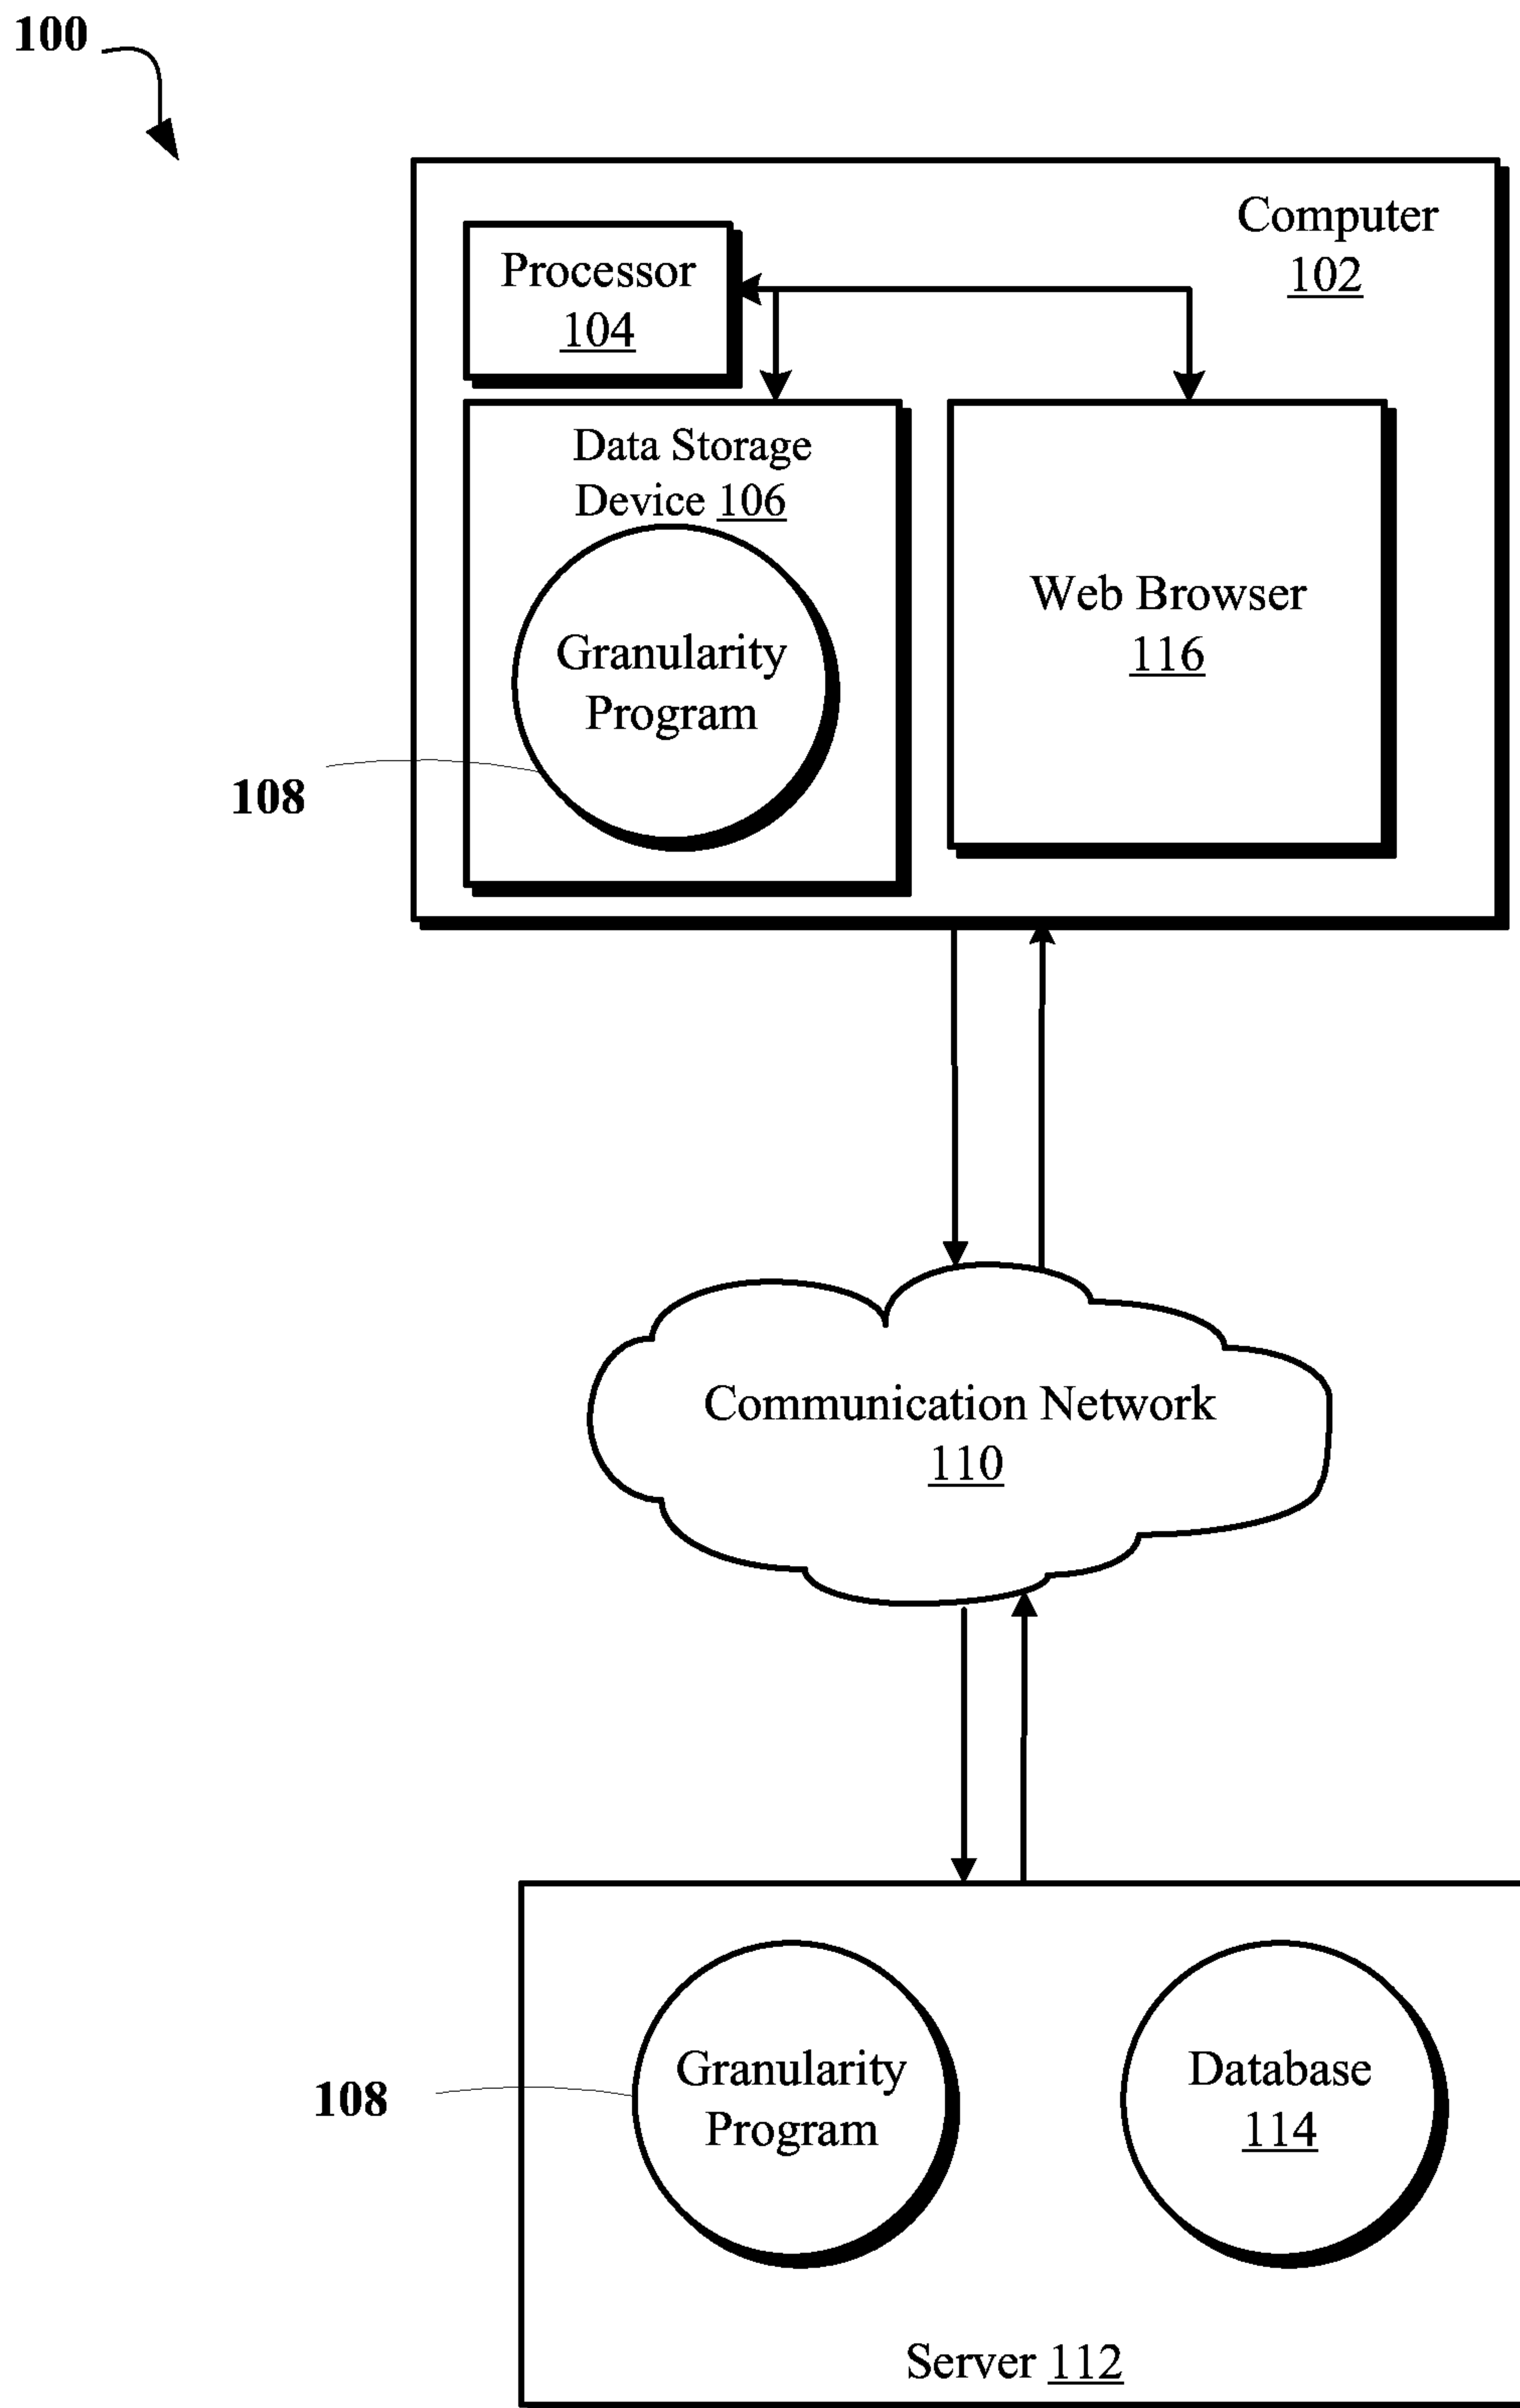 100
Computer
102
Processor
104
Data Storage
Device 106
Web Browser
116
Granularity
Program
108
Communication Network
110
Granularity
Program
108
Database
114
Server 112